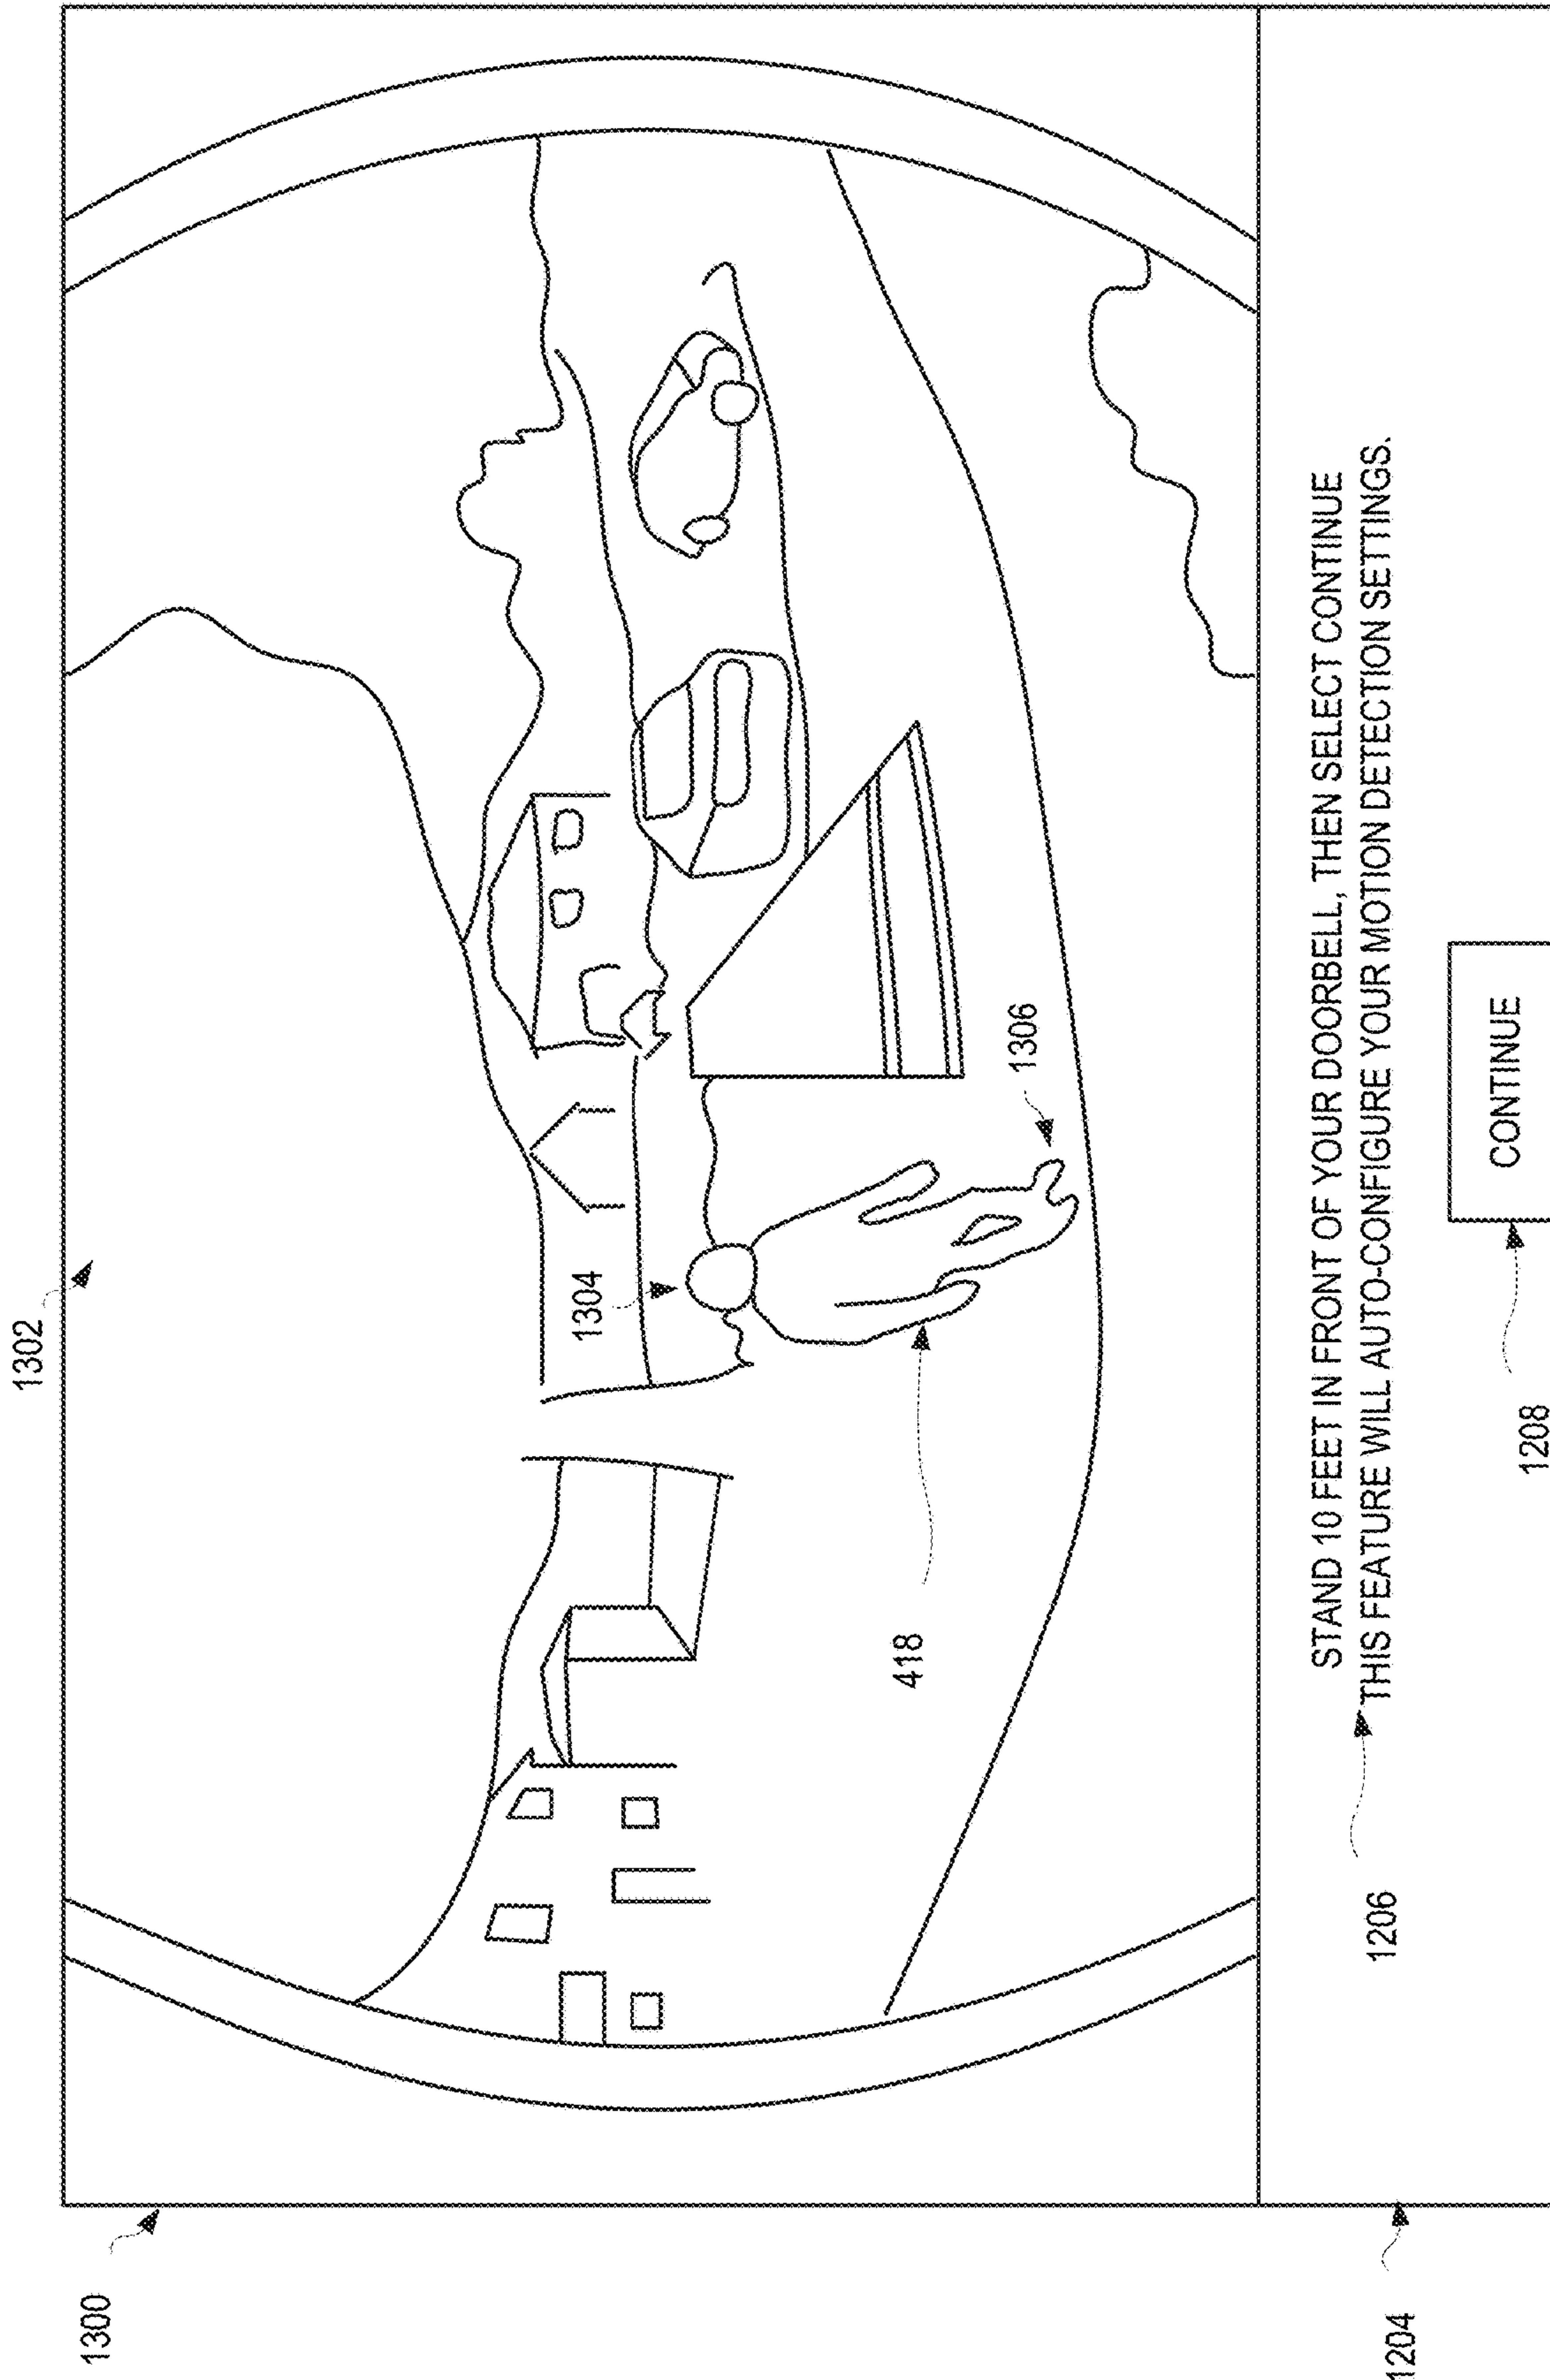 1300
1302
1304
1306
418
1206
STAND 10 FEET IN FRONT OF YOUR DOORBELL, THEN SELECT CONTINUE
THIS FEATURE WILL AUTO-CONFIGURE YOUR MOTION DETECTION SETTINGS.
1204
1208
CONTINUE